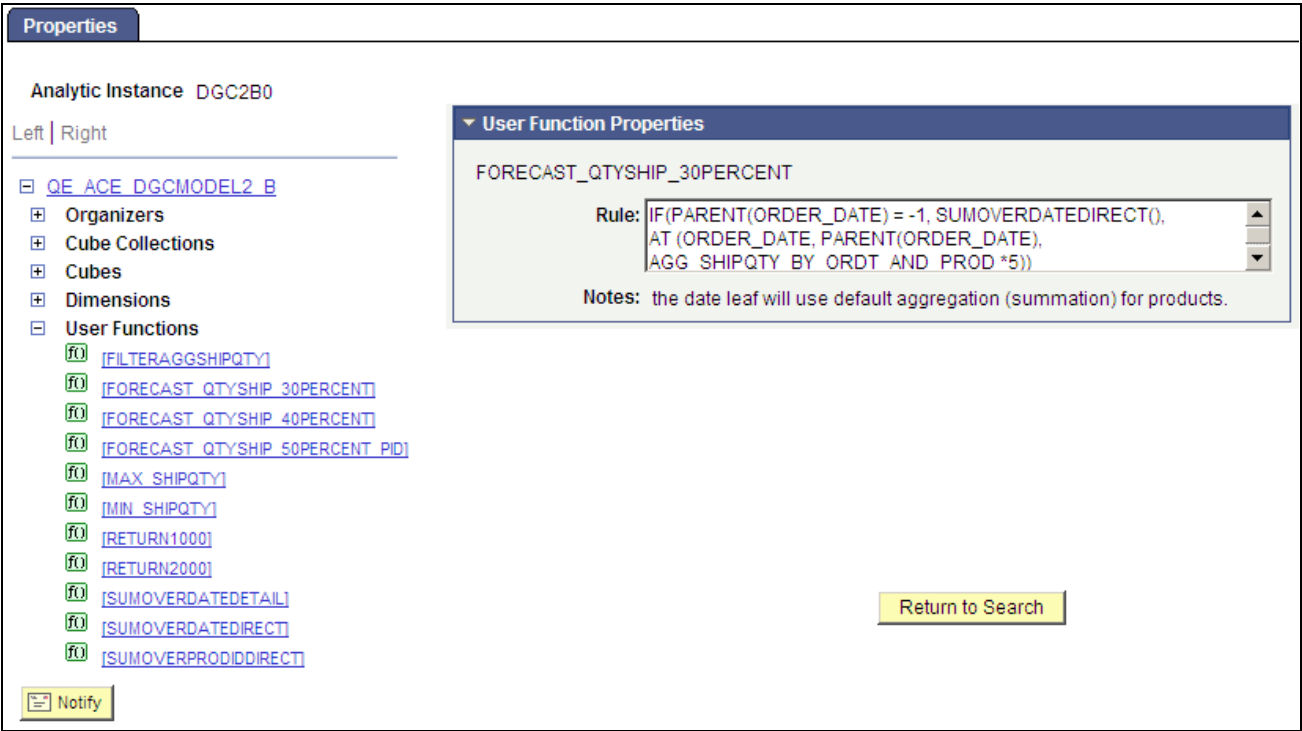 Properties
Analytic Instance DGC2B0
Left | Right
QE_ACE_DGCMODEL2_B
Organizers
Cube Collections
Cubes
Dimensions
User Functions
f() [FILTERAGGSHIPQTY]
f() [FORECAST_QTYSHIP_30PERCENT]
f() [FORECAST_QTYSHIP_40PERCENT]
f() [FORECAST_QTYSHIP_50PERCENT_PID]
f() [MAX_SHIPQTY]
f() [MIN_SHIPQTY]
f() [RETURN1000]
f() [RETURN2000]
f() [SUMOVERDATEDETAIL]
f() [SUMOVERDATEDIRECT]
f() [SUMOVERPRODIDDIRECT]
Notify
User Function Properties
FORECAST_QTYSHIP_30PERCENT
Rule: IF(PARENT(ORDER_DATE) = -1, SUMOVERDATEDIRECT(),
AT (ORDER_DATE, PARENT(ORDER_DATE),
AGG_SHIPQTY_BY_ORDT_AND_PROD *5))
Notes: the date leaf will use default aggregation (summation) for products.
Return to Search